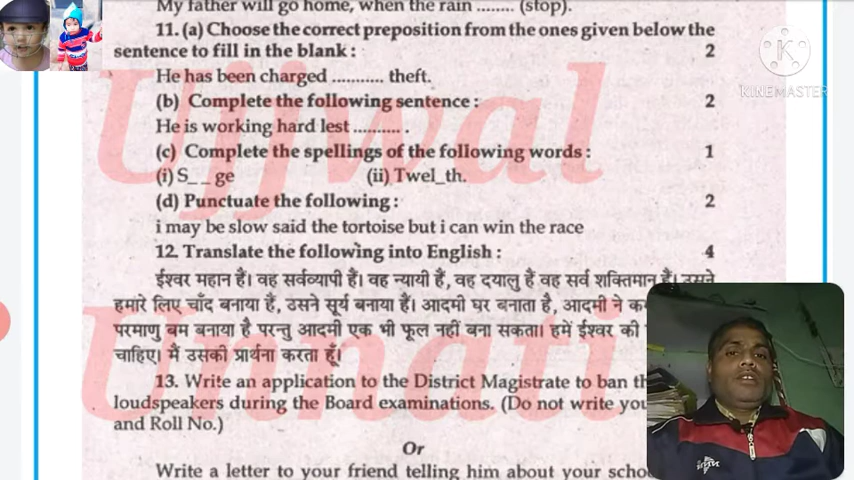 My father will go home, when the rain ........ (stop).
11. (a) Choose the correct preposition from the ones given below the
sentence to fill in the blank : 2
He has been charged ........... theft.
(b) Complete the following sentence : 2
He is working hard lest .......... .
(c) Complete the spellings of the following words : 1
(i) S_ _ ge (ii) Twel_th.
(d) Punctuate the following : 2
i may be slow said the tortoise but i can win the race
12. Translate the following into English : 4
ईश्वर महान हैं। वह सर्वव्यापी हैं। वह न्यायी हैं, वह दयालु हैं वह सर्व शक्तिमान हैं। उसने
हमारे लिए चाँद बनाया हैं, उसने सूर्य बनाया हैं। आदमी घर बनाता है, आदमी ने
परमाणु बम बनाया है परन्तु आदमी एक भी फूल नहीं बना सकता। हमें ईश्वर की
चाहिए। मैं उसकी प्रार्थना करता हूँ।
13. Write an application to the District Magistrate to ban
loudspeakers during the Board examinations. (Do not write
and Roll No.)
Or
Write a letter to your friend telling him about your
KINEMASTER
Ujjwal
Unnati